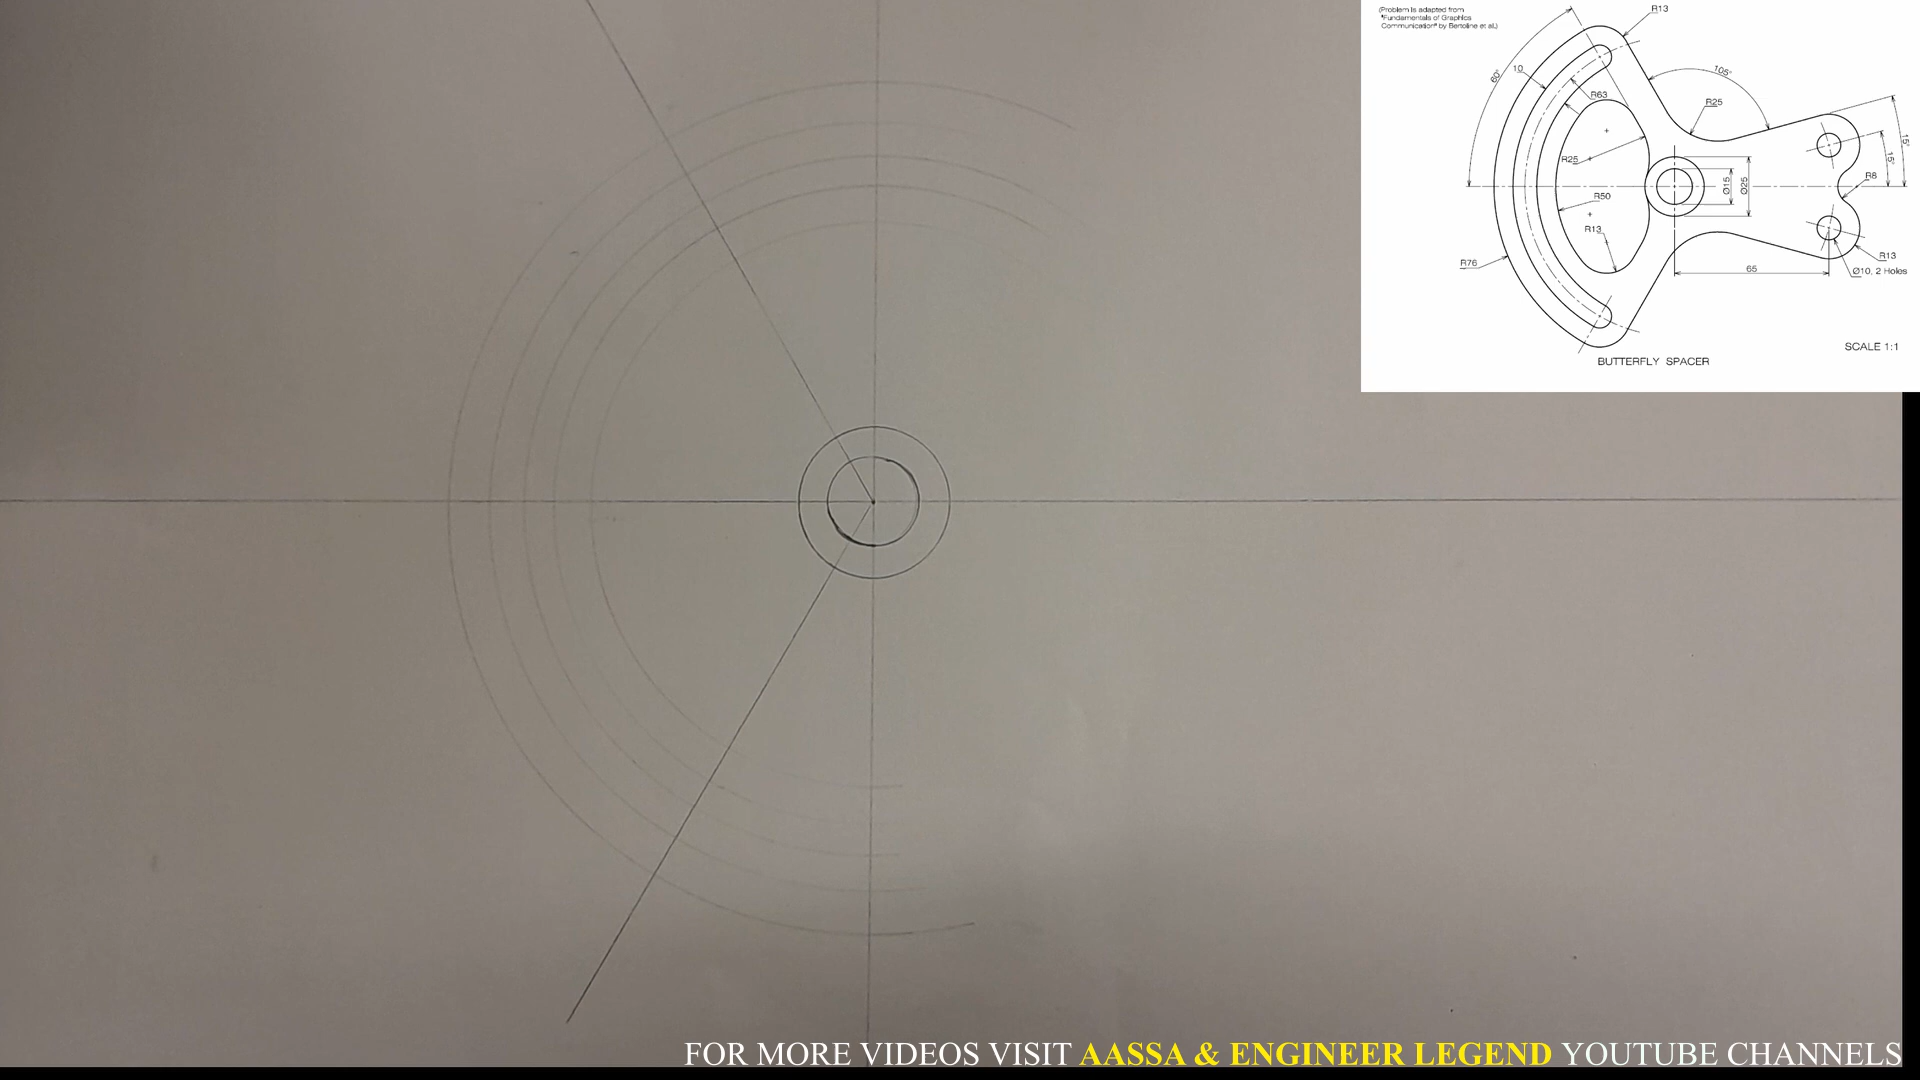 (Problem is adapted from
"Fundamentals of Graphics
Communication" by Bertoline et al.)
R13
60°
10
105°
R63
R25
15°
15°
R25
R8
Ø15
Ø25
R50
R13
R76
R13
65
Ø10, 2 Holes
SCALE 1:1
BUTTERFLY SPACER
FOR MORE VIDEOS VISIT AASSA & ENGINEER LEGEND YOUTUBE CHANNELS